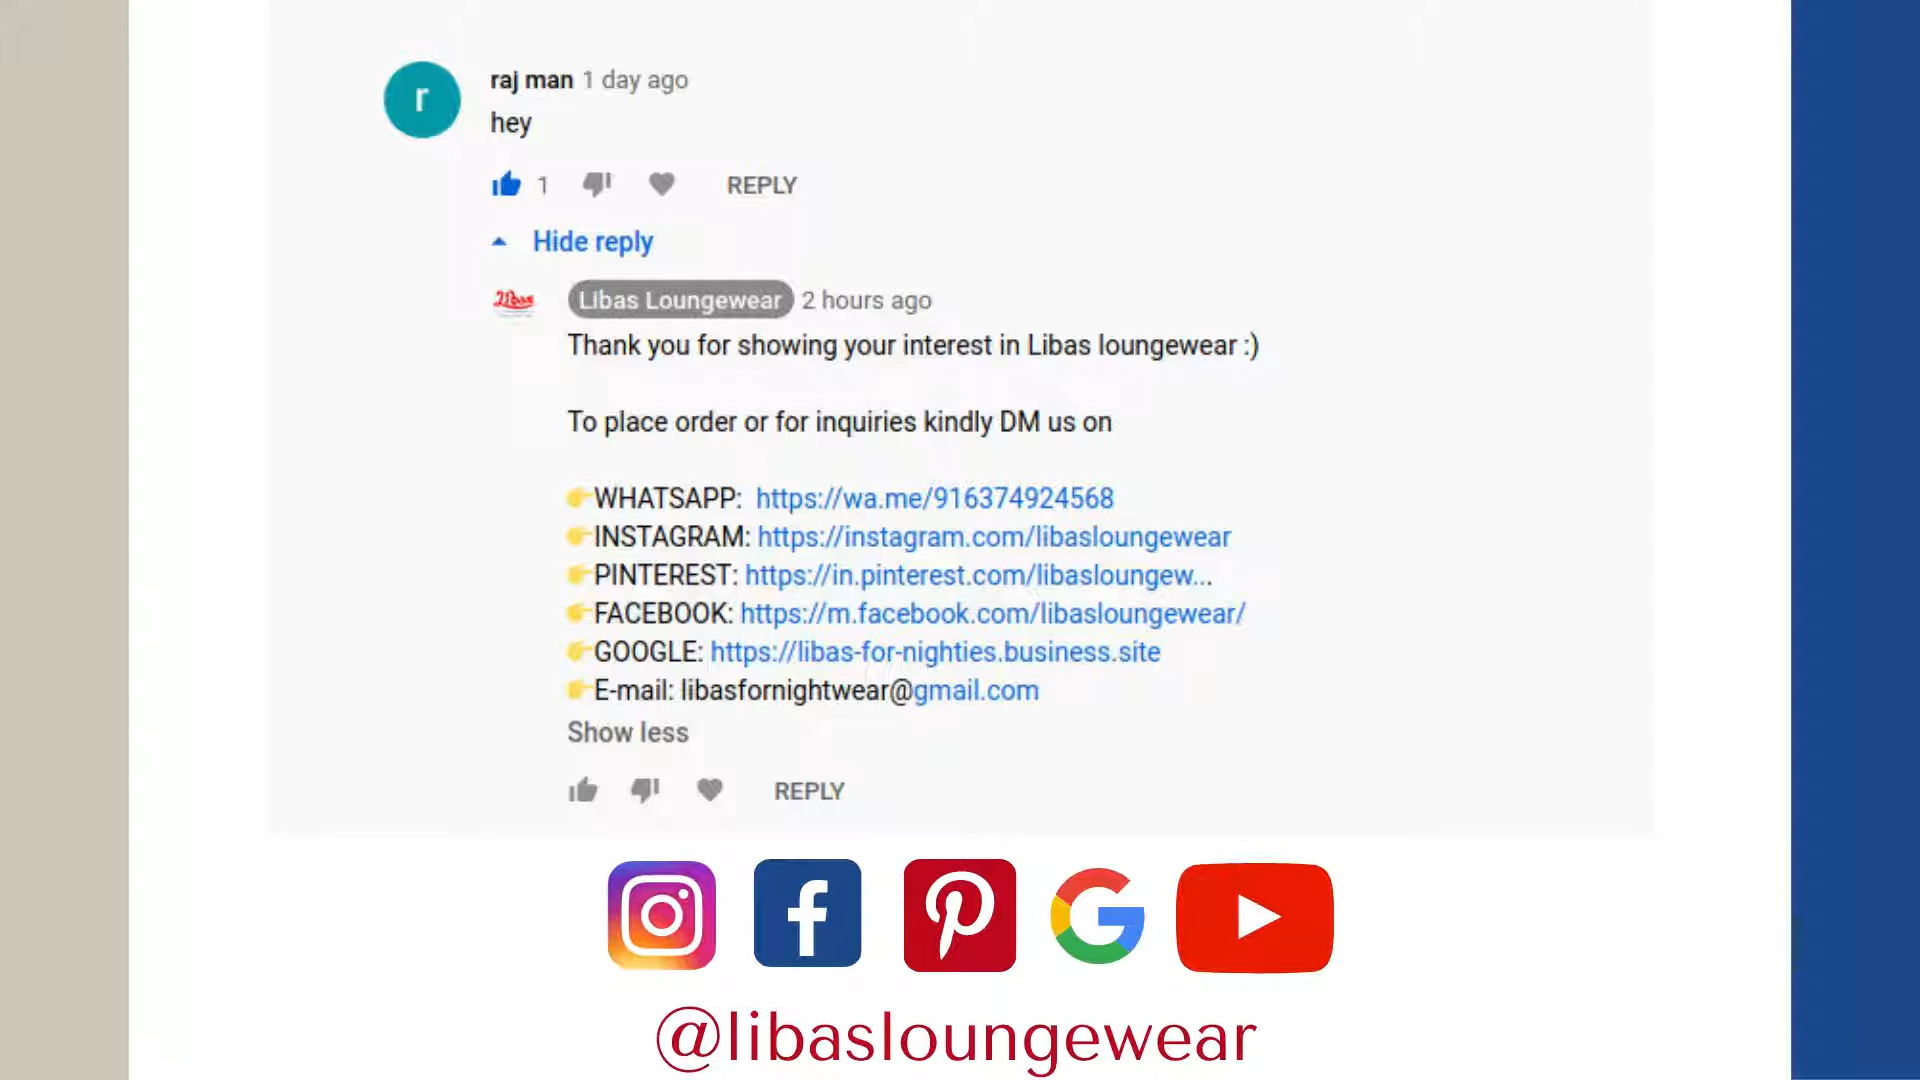 r
raj man 1 day ago
hey
1 REPLY
Hide reply
Libas
Libas Loungewear 2 hours ago
Thank you for showing your interest in Libas loungewear :)
To place order or for inquiries kindly DM us on
👉WHATSAPP: https://wa.me/916374924568
👉INSTAGRAM: https://instagram.com/libasloungewear
👉PINTEREST: https://in.pinterest.com/libasloungew...
👉FACEBOOK: https://m.facebook.com/libasloungewear/
👉GOOGLE: https://libas-for-nighties.business.site
👉E-mail: libasfornightwear@gmail.com
Show less
REPLY
@libasloungewear